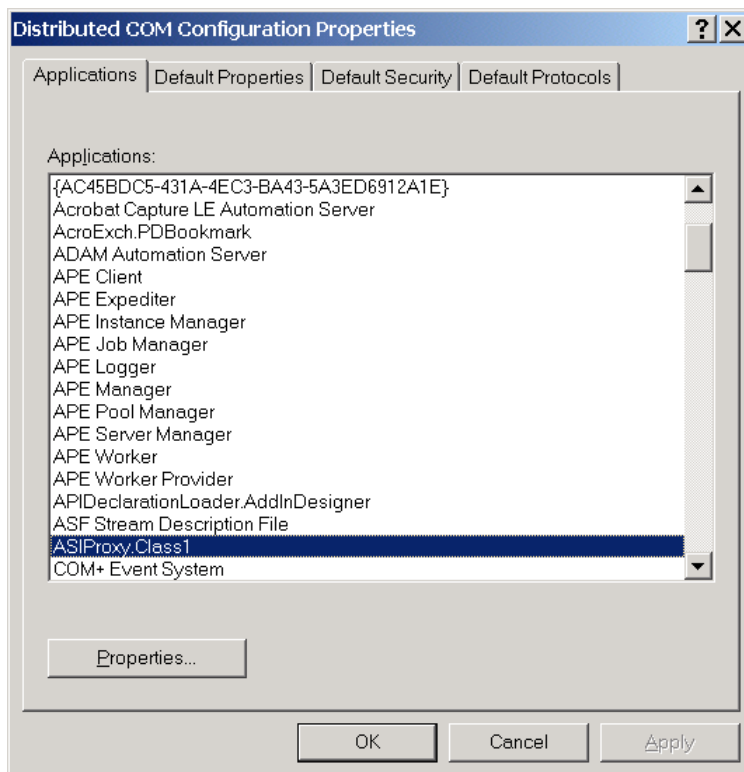 Distributed COM Configuration Properties
Applications Default Properties Default Security Default Protocols
Applications:
{AC45BDC5-431A-4EC3-BA43-5A3ED6912A1E}
Acrobat Capture LE Automation Server
AcroExch.PDBookmark
ADAM Automation Server
APE Client
APE Expediter
APE Instance Manager
APE Job Manager
APE Logger
APE Manager
APE Pool Manager
APE Server Manager
APE Worker
APE Worker Provider
APIDeclarationLoader.AddInDesigner
ASF Stream Description File
ASIProxy.Class1
COM+ Event System
Properties...
OK Cancel Apply